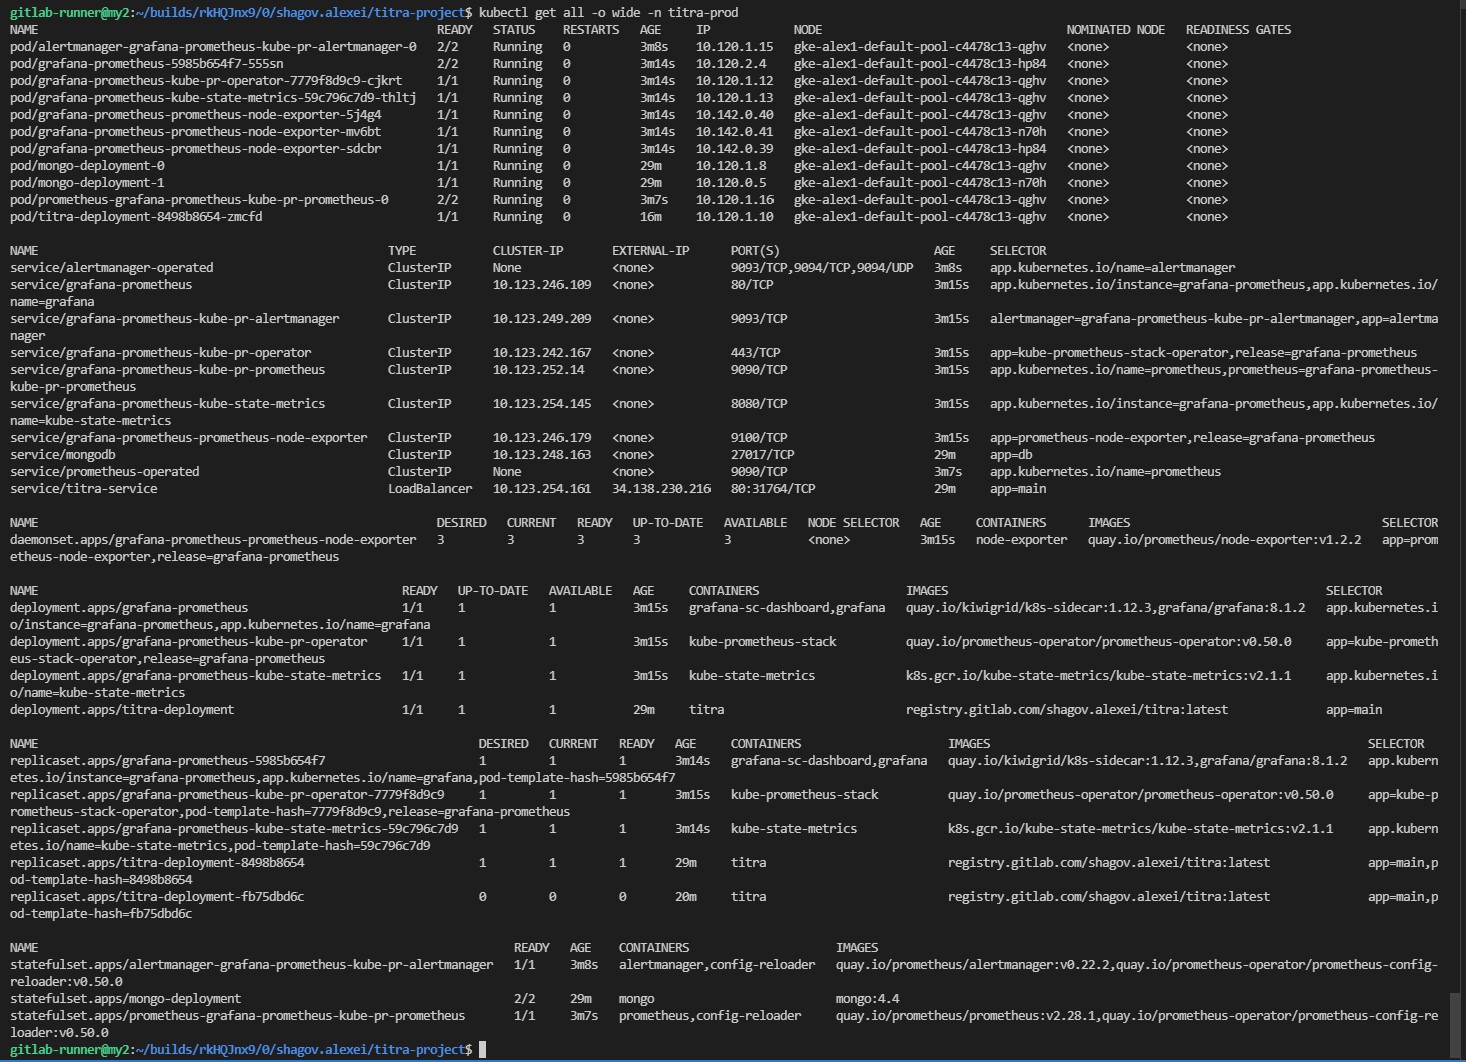 gitlab-runner@my2:~/builds/rkHQJnx9/0/shagov.alexei/titra-project$ kubectl get all -o wide -n titra-prod
NAME READY STATUS RESTARTS AGE IP NODE NOMINATED NODE READINESS GATES
pod/alertmanager-grafana-prometheus-kube-pr-alertmanager-0 2/2 Running 0 3m8s 10.120.1.15 gke-alex1-default-pool-c4478c13-qghv <none> <none>
pod/grafana-prometheus-5985b654f7-555sn 2/2 Running 0 3m14s 10.120.2.4 gke-alex1-default-pool-c4478c13-hp84 <none> <none>
pod/grafana-prometheus-kube-pr-operator-7779f8d9c9-cjkrt 1/1 Running 0 3m14s 10.120.1.12 gke-alex1-default-pool-c4478c13-qghv <none> <none>
pod/grafana-prometheus-kube-state-metrics-59c796c7d9-thltj 1/1 Running 0 3m14s 10.120.1.13 gke-alex1-default-pool-c4478c13-qghv <none> <none>
pod/grafana-prometheus-prometheus-node-exporter-5j4g4 1/1 Running 0 3m14s 10.142.0.40 gke-alex1-default-pool-c4478c13-qghv <none> <none>
pod/grafana-prometheus-prometheus-node-exporter-mv6bt 1/1 Running 0 3m14s 10.142.0.41 gke-alex1-default-pool-c4478c13-n70h <none> <none>
pod/grafana-prometheus-prometheus-node-exporter-sdcbr 1/1 Running 0 3m14s 10.142.0.39 gke-alex1-default-pool-c4478c13-hp84 <none> <none>
pod/mongo-deployment-0 1/1 Running 0 29m 10.120.1.8 gke-alex1-default-pool-c4478c13-qghv <none> <none>
pod/mongo-deployment-1 1/1 Running 0 29m 10.120.0.5 gke-alex1-default-pool-c4478c13-n70h <none> <none>
pod/prometheus-grafana-prometheus-kube-pr-prometheus-0 2/2 Running 0 3m7s 10.120.1.16 gke-alex1-default-pool-c4478c13-qghv <none> <none>
pod/titra-deployment-8498b8654-zmcfd 1/1 Running 0 16m 10.120.1.10 gke-alex1-default-pool-c4478c13-qghv <none> <none>
NAME TYPE CLUSTER-IP EXTERNAL-IP PORT(S) AGE SELECTOR
service/alertmanager-operated ClusterIP None <none> 9093/TCP,9094/TCP,9094/UDP 3m8s app.kubernetes.io/name=alertmanager
service/grafana-prometheus ClusterIP 10.123.246.109 <none> 80/TCP 3m15s app.kubernetes.io/instance=grafana-prometheus,app.kubernetes.io/
name=grafana
service/grafana-prometheus-kube-pr-alertmanager ClusterIP 10.123.249.209 <none> 9093/TCP 3m15s alertmanager=grafana-prometheus-kube-pr-alertmanager,app=alertma
nager
service/grafana-prometheus-kube-pr-operator ClusterIP 10.123.242.167 <none> 443/TCP 3m15s app=kube-prometheus-stack-operator,release=grafana-prometheus
service/grafana-prometheus-kube-pr-prometheus ClusterIP 10.123.252.14 <none> 9090/TCP 3m15s app.kubernetes.io/name=prometheus,prometheus=grafana-prometheus-
kube-pr-prometheus
service/grafana-prometheus-kube-state-metrics ClusterIP 10.123.254.145 <none> 8080/TCP 3m15s app.kubernetes.io/instance=grafana-prometheus,app.kubernetes.io/
name=kube-state-metrics
service/grafana-prometheus-prometheus-node-exporter ClusterIP 10.123.246.179 <none> 9100/TCP 3m15s app=prometheus-node-exporter,release=grafana-prometheus
service/mongodb ClusterIP 10.123.248.163 <none> 27017/TCP 29m app=db
service/prometheus-operated ClusterIP None <none> 9090/TCP 3m7s app.kubernetes.io/name=prometheus
service/titra-service LoadBalancer 10.123.254.161 34.138.230.216 80:31764/TCP 29m app=main
NAME DESIRED CURRENT READY UP-TO-DATE AVAILABLE NODE SELECTOR AGE CONTAINERS IMAGES SELECTOR
daemonset.apps/grafana-prometheus-prometheus-node-exporter 3 3 3 3 3 <none> 3m15s node-exporter quay.io/prometheus/node-exporter:v1.2.2 app=prom
etheus-node-exporter,release=grafana-prometheus
NAME READY UP-TO-DATE AVAILABLE AGE CONTAINERS IMAGES SELECTOR
deployment.apps/grafana-prometheus 1/1 1 1 3m15s grafana-sc-dashboard,grafana quay.io/kiwigrid/k8s-sidecar:1.12.3,grafana/grafana:8.1.2 app.kubernetes.i
o/instance=grafana-prometheus,app.kubernetes.io/name=grafana
deployment.apps/grafana-prometheus-kube-pr-operator 1/1 1 1 3m15s kube-prometheus-stack quay.io/prometheus-operator/prometheus-operator:v0.50.0 app=kube-prometh
eus-stack-operator,release=grafana-prometheus
deployment.apps/grafana-prometheus-kube-state-metrics 1/1 1 1 3m15s kube-state-metrics k8s.gcr.io/kube-state-metrics/kube-state-metrics:v2.1.1 app.kubernetes.i
o/name=kube-state-metrics
deployment.apps/titra-deployment 1/1 1 1 29m titra registry.gitlab.com/shagov.alexei/titra:latest app=main
NAME DESIRED CURRENT READY AGE CONTAINERS IMAGES SELECTOR
replicaset.apps/grafana-prometheus-5985b654f7 1 1 1 3m14s grafana-sc-dashboard,grafana quay.io/kiwigrid/k8s-sidecar:1.12.3,grafana/grafana:8.1.2 app.kubern
etes.io/instance=grafana-prometheus,app.kubernetes.io/name=grafana,pod-template-hash=5985b654f7
replicaset.apps/grafana-prometheus-kube-pr-operator-7779f8d9c9 1 1 1 3m15s kube-prometheus-stack quay.io/prometheus-operator/prometheus-operator:v0.50.0 app=kube-p
rometheus-stack-operator,pod-template-hash=7779f8d9c9,release=grafana-prometheus
replicaset.apps/grafana-prometheus-kube-state-metrics-59c796c7d9 1 1 1 3m14s kube-state-metrics k8s.gcr.io/kube-state-metrics/kube-state-metrics:v2.1.1 app.kubern
etes.io/name=kube-state-metrics,pod-template-hash=59c796c7d9
replicaset.apps/titra-deployment-8498b8654 1 1 1 29m titra registry.gitlab.com/shagov.alexei/titra:latest app=main,p
od-template-hash=8498b8654
replicaset.apps/titra-deployment-fb75dbd6c 0 0 0 20m titra registry.gitlab.com/shagov.alexei/titra:latest app=main,p
od-template-hash=fb75dbd6c
NAME READY AGE CONTAINERS IMAGES
statefulset.apps/alertmanager-grafana-prometheus-kube-pr-alertmanager 1/1 3m8s alertmanager,config-reloader quay.io/prometheus/alertmanager:v0.22.2,quay.io/prometheus-operator/prometheus-config-
reloader:v0.50.0
statefulset.apps/mongo-deployment 2/2 29m mongo mongo:4.4
statefulset.apps/prometheus-grafana-prometheus-kube-pr-prometheus 1/1 3m7s prometheus,config-reloader quay.io/prometheus/prometheus:v2.28.1,quay.io/prometheus-operator/prometheus-config-re
loader:v0.50.0
gitlab-runner@my2:~/builds/rkHQJnx9/0/shagov.alexei/titra-project$